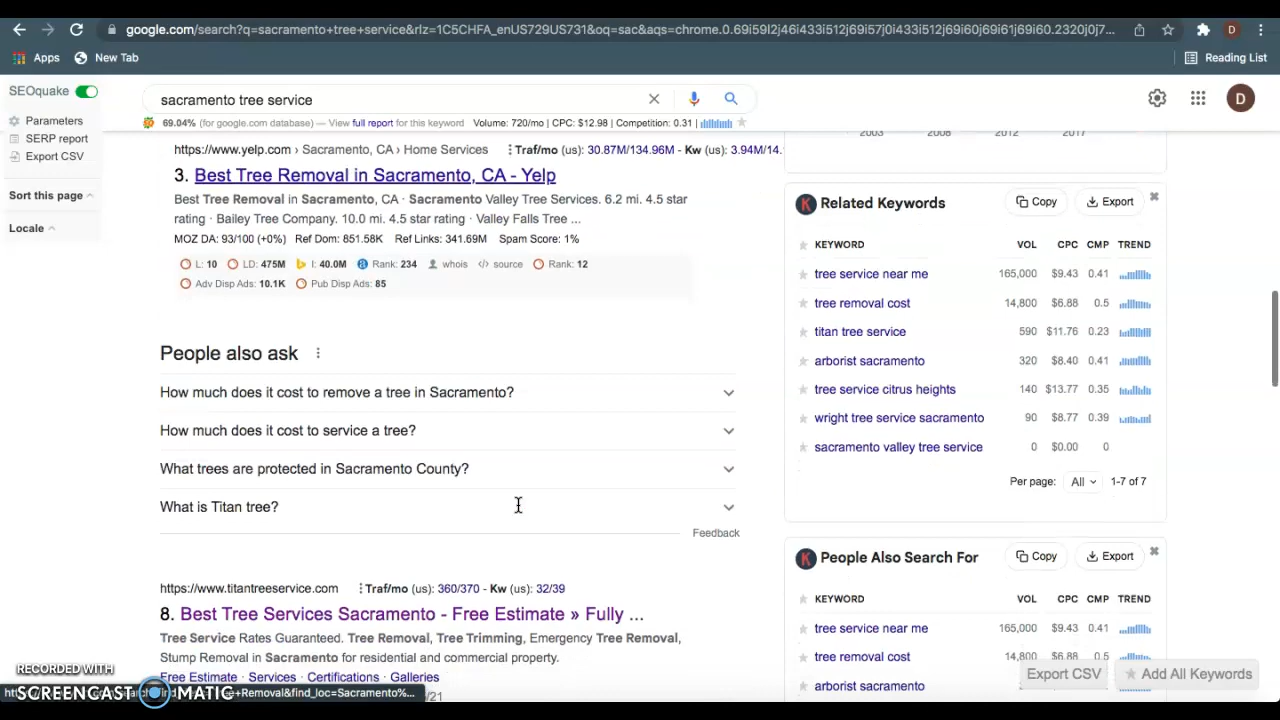 google.com/search?q=sacramento+tree+service&rlz=1C5CHFA_enUS729US731&oq=sac&aqs=chrome.0.69i59l2j46i433i512j69i57j0i433i512j69i60j69i61j69i60.2320j0j7...
Apps New Tab Reading List
SEOquake
Parameters
SERP report
Export CSV
Sort this page
Locale
sacramento tree service
D
69.04% (for google.com database) — View full report for this keyword Volume: 720/mo | CPC: $12.98 | Competition: 0.31 |
https://www.yelp.com › Sacramento, CA › Home Services Traf/mo (us): 30.87M/134.96M - Kw (us): 3.94M/14.
3. Best Tree Removal in Sacramento, CA - Yelp
Best Tree Removal in Sacramento, CA · Sacramento Valley Tree Services. 6.2 mi. 4.5 star
rating · Bailey Tree Company. 10.0 mi. 4.5 star rating · Valley Falls Tree ...
MOZ DA: 93/100 (+0%) Ref Dom: 851.58K Ref Links: 341.69M Spam Score: 1%
L: 10 LD: 475M I: 40.0M Rank: 234 whois source Rank: 12
Adv Disp Ads: 10.1K Pub Disp Ads: 85
People also ask
How much does it cost to remove a tree in Sacramento?
How much does it cost to service a tree?
What trees are protected in Sacramento County?
What is Titan tree?
Feedback
https://www.titantreeservice.com Traf/mo (us): 360/370 - Kw (us): 32/39
8. Best Tree Services Sacramento - Free Estimate » Fully ...
Tree Service Rates Guaranteed. Tree Removal, Tree Trimming, Emergency Tree Removal,
Stump Removal in Sacramento for residential and commercial property.
Free Estimate · Services · Certifications · Galleries
2003 2008 2012 2017
Related Keywords Copy Export
KEYWORD VOL CPC CMP TREND
tree service near me 165,000 $9.43 0.41
tree removal cost 14,800 $6.88 0.5
titan tree service 590 $11.76 0.23
arborist sacramento 320 $8.40 0.41
tree service citrus heights 140 $13.77 0.35
wright tree service sacramento 90 $8.77 0.39
sacramento valley tree service 0 $0.00 0
Per page: All 1-7 of 7
People Also Search For Copy Export
KEYWORD VOL CPC CMP TREND
tree service near me 165,000 $9.43 0.41
tree removal cost 14,800 $6.88 0.5
arborist sacramento
Export CSV Add All Keywords
RECORDED WITH
SCREENCAST MATIC